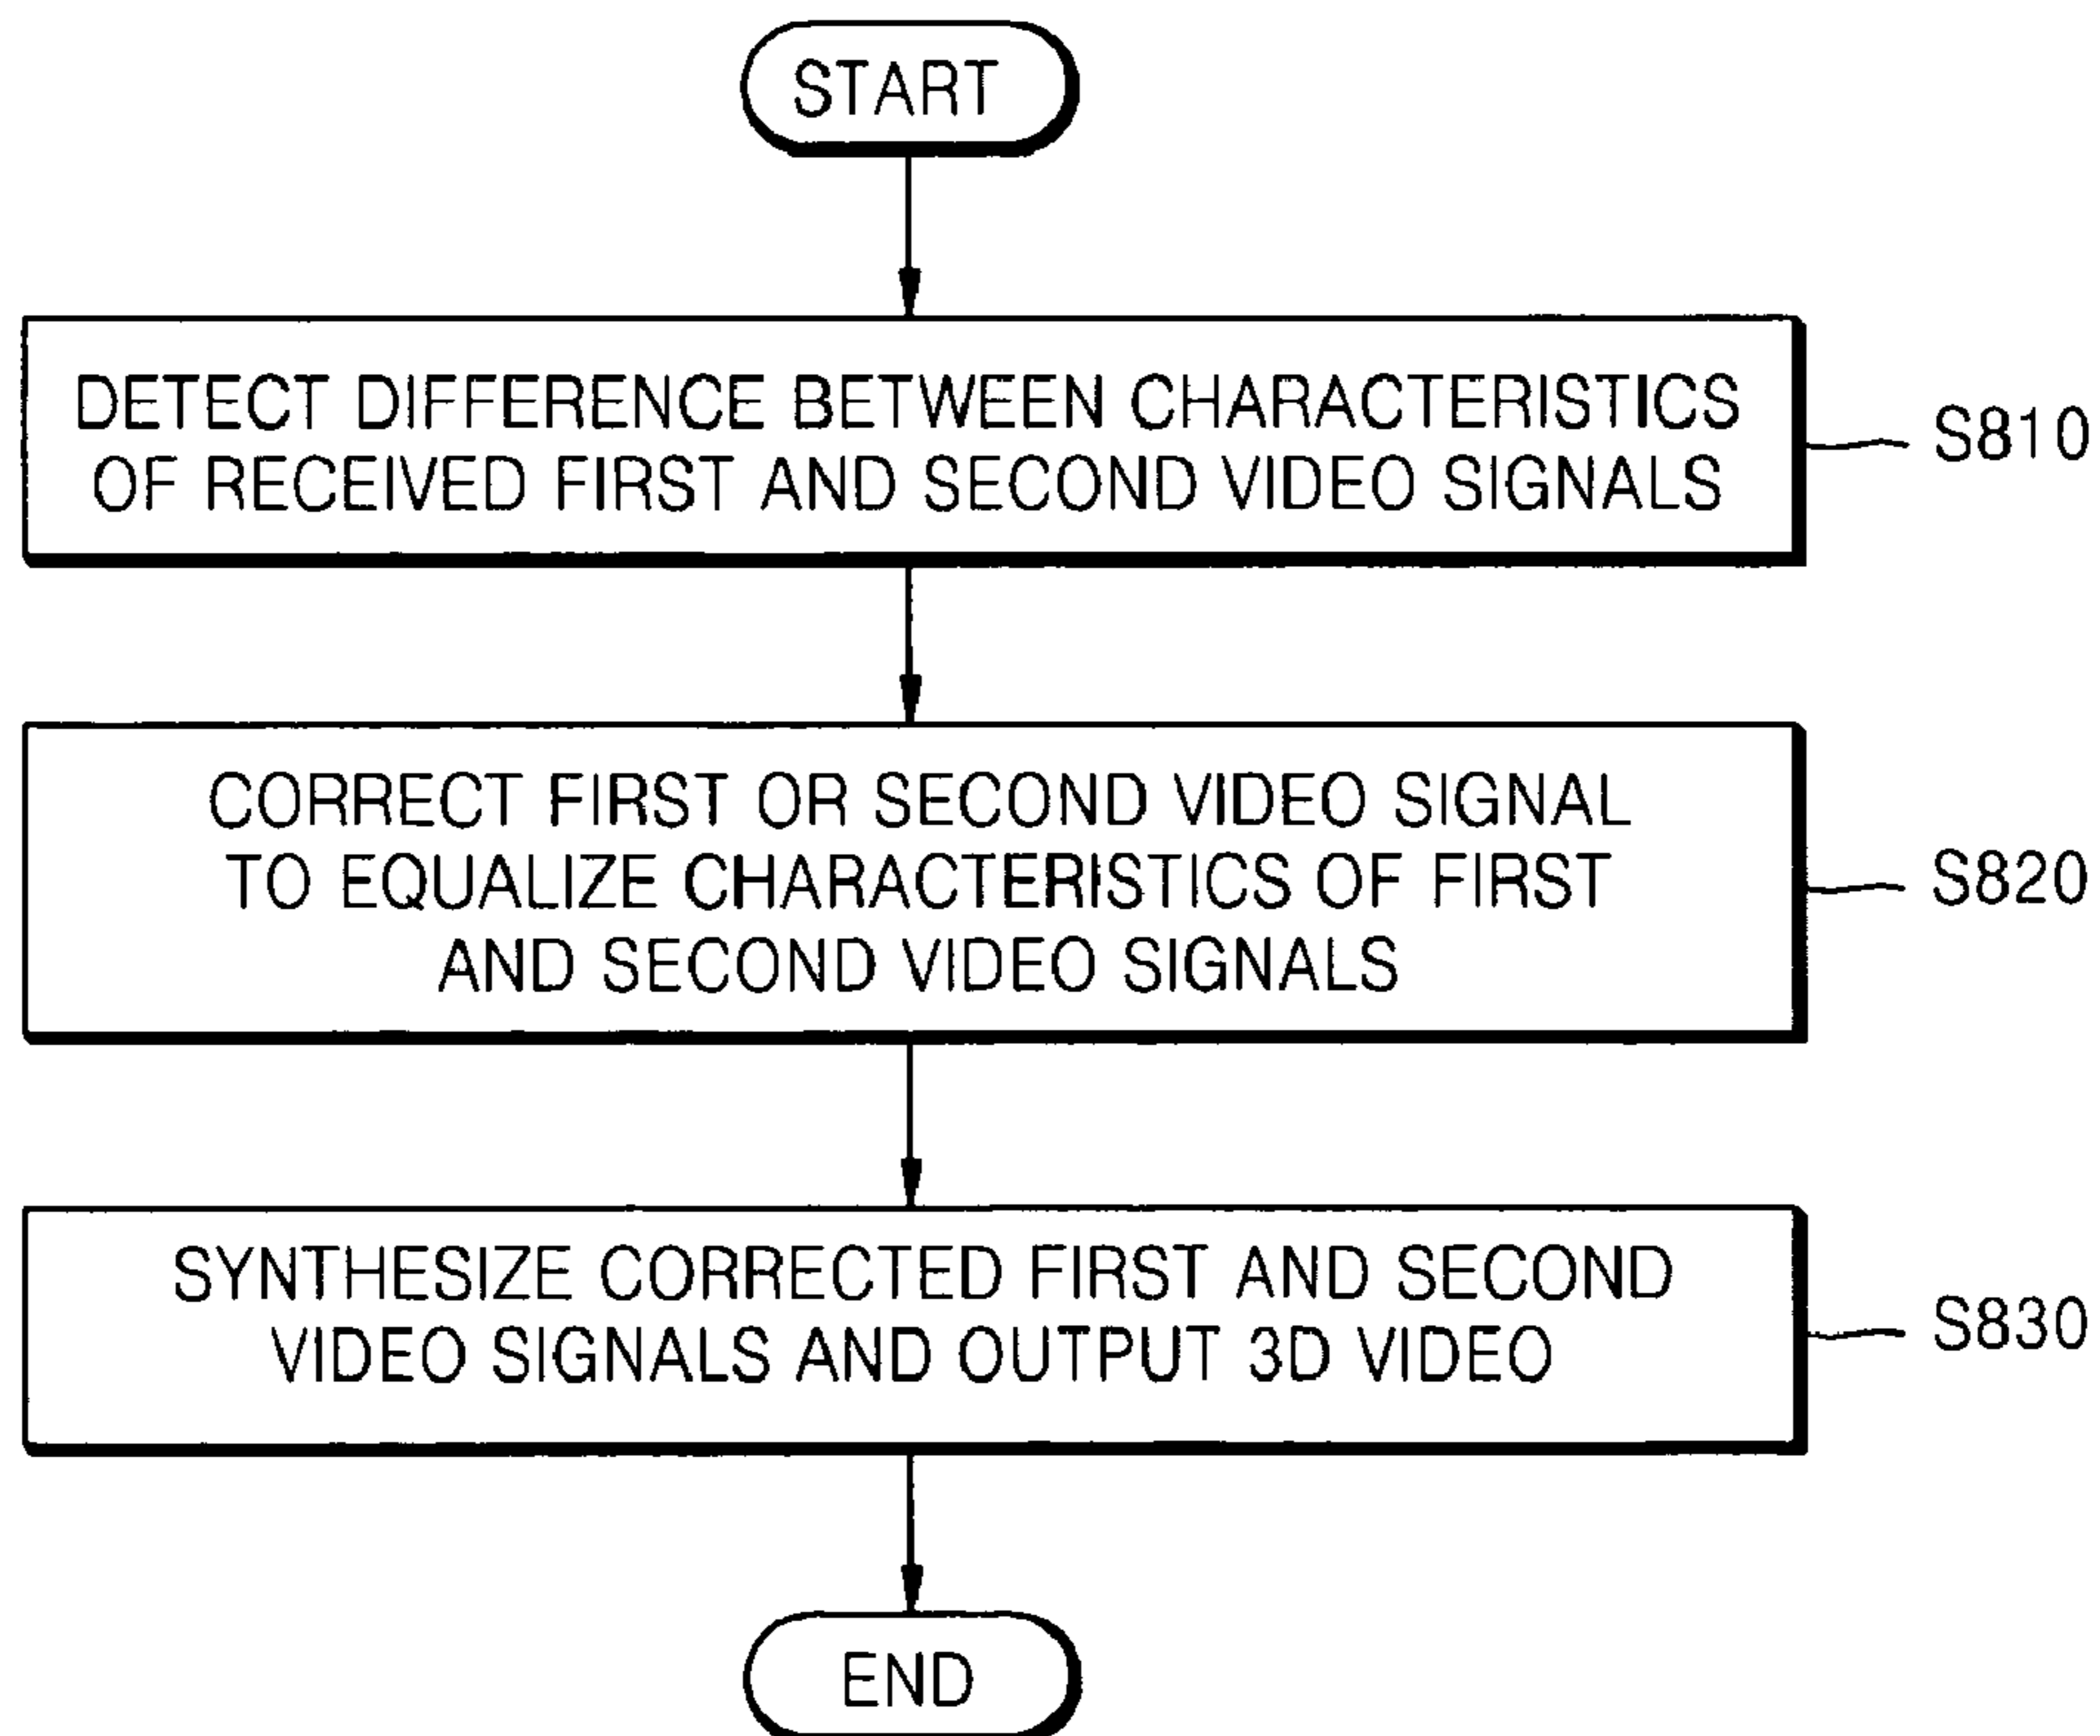 START
DETECT DIFFERENCE BETWEEN CHARACTERISTICS
OF RECEIVED FIRST AND SECOND VIDEO SIGNALS
S810
CORRECT FIRST OR SECOND VIDEO SIGNAL
TO EQUALIZE CHARACTERISTICS OF FIRST
AND SECOND VIDEO SIGNALS
S820
SYNTHESIZE CORRECTED FIRST AND SECOND
VIDEO SIGNALS AND OUTPUT 3D VIDEO
S830
END